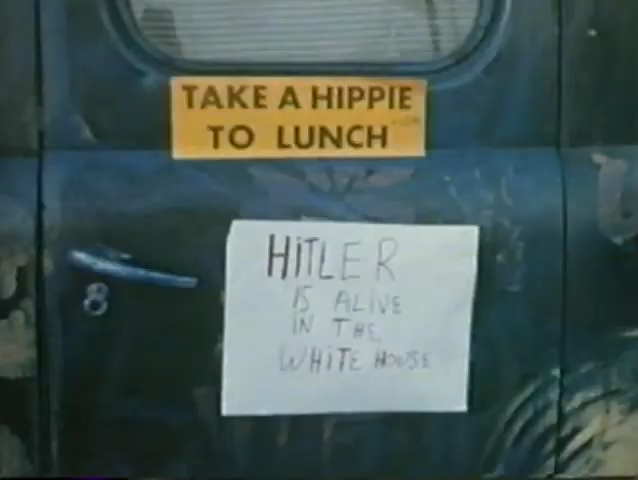 TAKE A HIPPIE
TO LUNCH
HiTLER
IS ALIVE
IN THE
WHiTE HOUSE
8